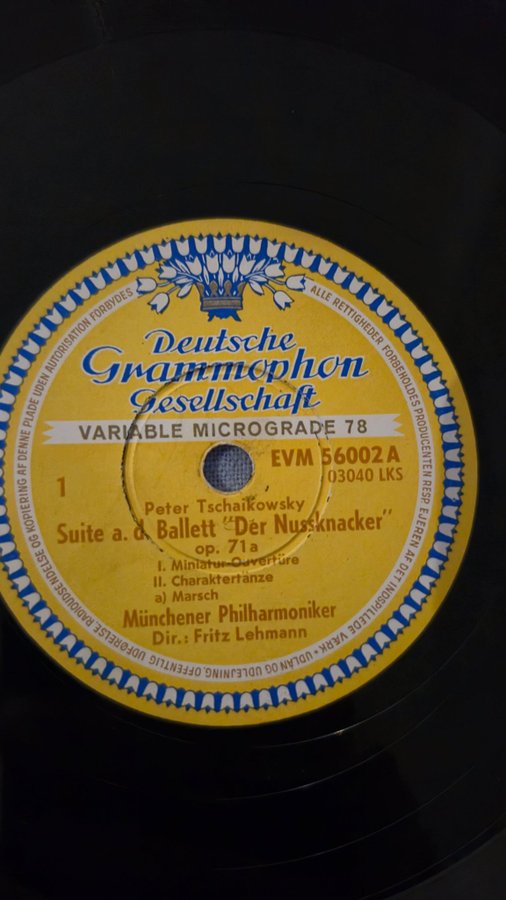 Deutsche
Grammophon
Gesellschaft
VARIABLE MICROGRADE 78
EVM 56002 A
03040 LKS
1
Peter Tschaikowsky
Suite a. d. Ballett "Der Nussknacker"
op. 71a
I. Miniatur-Ouvertüre
II. Charaktertänze
a) Marsch
Münchener Philharmoniker
Dir.: Fritz Lehmann
ALLE RETTIGHEDER FORBEHOLDES PRODUCENTEN RESP. EJEREN AF DET INDSPILLEDE VÆRK • UDLÅN OG UDLEJNING, OFFENTLIG UDFØRELSE, RADIOUDSENDELSE OG KOPIERING AF DENNE PLADE UDEN AUTORISATION FORBYDES